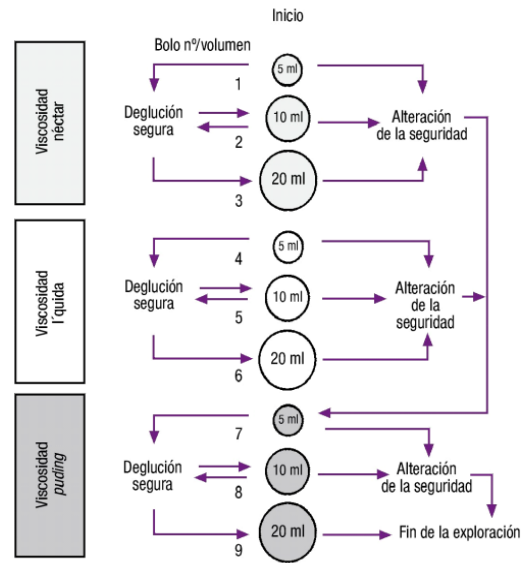 Inicio
Bolo nº/volumen
Viscosidad
néctar
1
5 ml
Deglución
segura
2
10 ml
Alteración
de la seguridad
3
20 ml
Viscosidad
l´quida
4
5 ml
Deglución
segura
5
10 ml
Alteración
de la
seguridad
6
20 ml
Viscosidad
puding
7
5 ml
Deglución
segura
8
10 ml
Alteración
de la seguridad
9
20 ml
Fin de la exploración